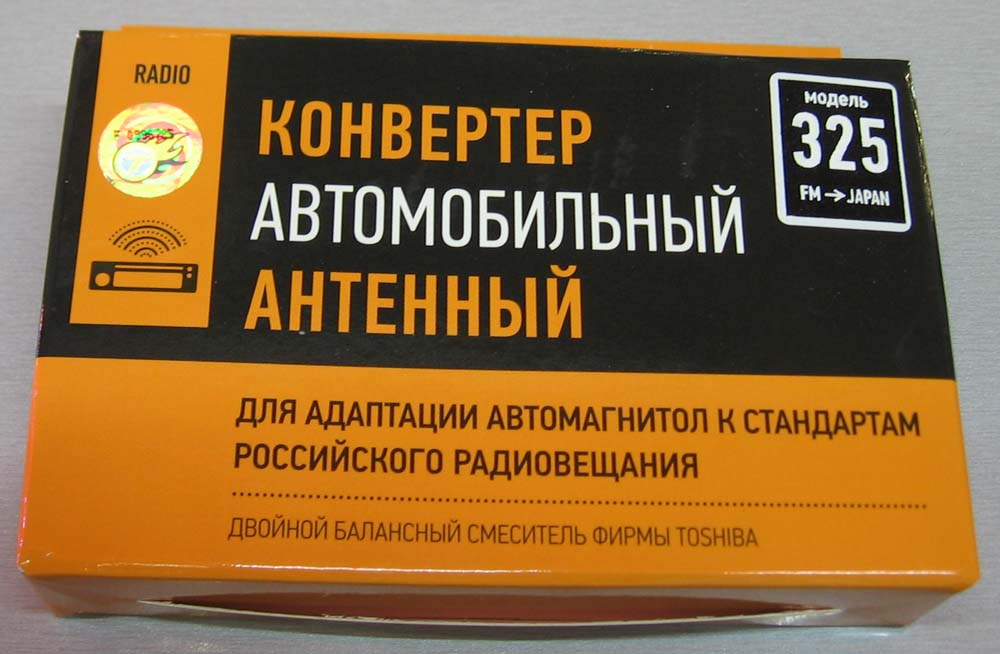 RADIO
КОНВЕРТЕР
АВТОМОБИЛЬНЫЙ
АНТЕННЫЙ
МОДЕЛЬ
325
FM→JAPAN
ДЛЯ АДАПТАЦИИ АВТОМАГНИТОЛ К СТАНДАРТАМ
РОССИЙСКОГО РАДИОВЕЩАНИЯ
ДВОЙНОЙ БАЛАНСНЫЙ СМЕСИТЕЛЬ ФИРМЫ TOSHIBA